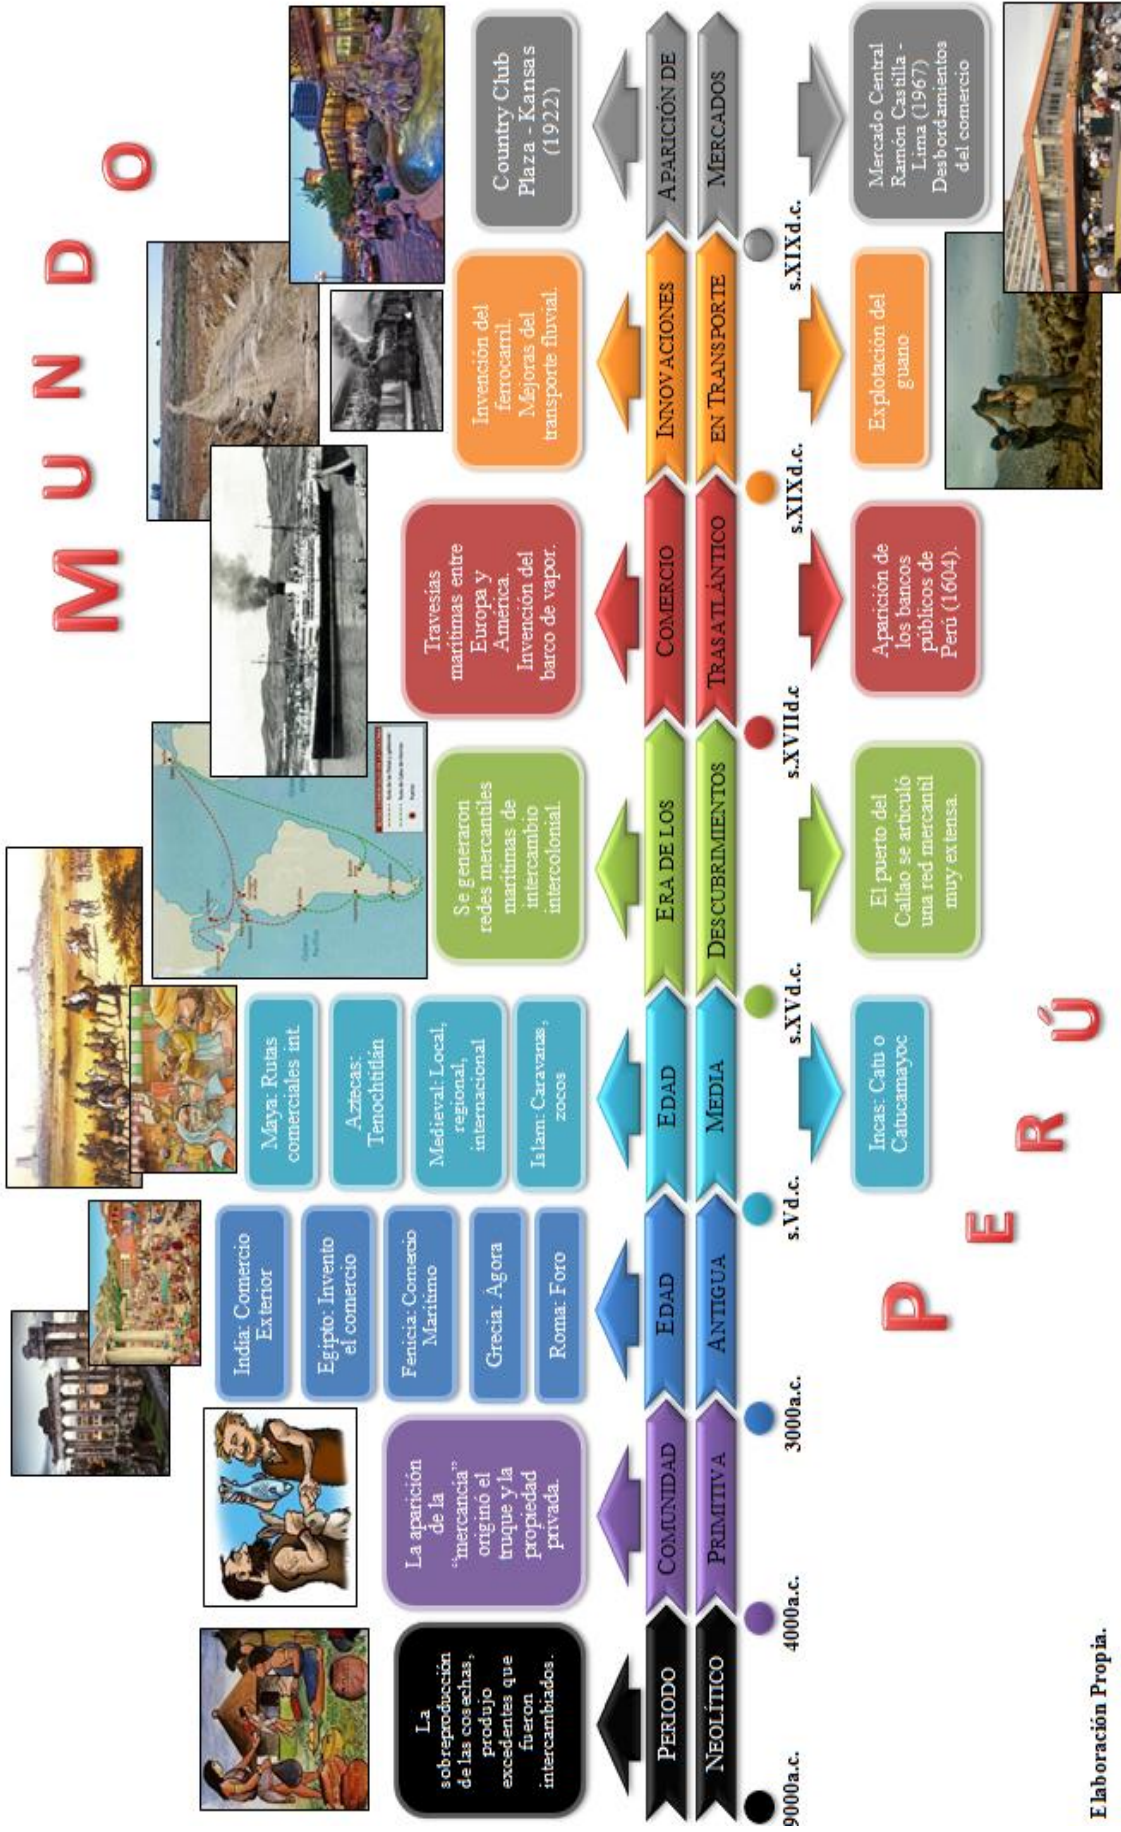 MUNDO
La
sobreproducción
de las cosechas,
produjo
excedentes que
fueron
intercambiados.
La aparición
de la
“mercancia”
originó el
truque y la
propiedad
privada.
India: Comercio
Exterior
Egipto: Invento
el comercio
Fenicia: Comercio
Marítimo
Grecia: Agora
Roma: Foro
Maya: Rutas
comerciales int.
Aztecas:
Tenochtitlán
Medieval: Local,
regional,
internacional
Islam: Caravanas,
zocos
Se generaron
redes mercantiles
marítimas de
intercambio
intercolonial.
Travesías
marítimas entre
Europa y
América.
Invención del
barco de vapor.
Invención del
ferrocarril.
Mejoras del
transporte fluvial.
Country Club
Plaza - Kansas
(1922)
PERIODO
NEOLÍTICO
COMUNIDAD
PRIMITIVA
EDAD
ANTIGUA
EDAD
MEDIA
ERA DE LOS
DESCUBRIMIENTOS
COMERCIO
TRASATLÁNTICO
INNOVACIONES
EN TRANSPORTE
APARICIÓN DE
MERCADOS
9000a.c.
4000a.c.
3000a.c.
s.Vd.c.
s.XVd.c.
s.XVIId.c
s.XIXd.c.
s.XIXd.c.
Incas: Catu o
Catucamayoc
El puerto del
Callao se articuló
una red mercantil
muy extensa.
Aparición de
los bancos
públicos de
Perú (1604).
Explotación del
guano
Mercado Central
Ramón Castilla -
Lima (1967)
Desbordamientos
del comercio
PERÚ
Elaboración Propia.